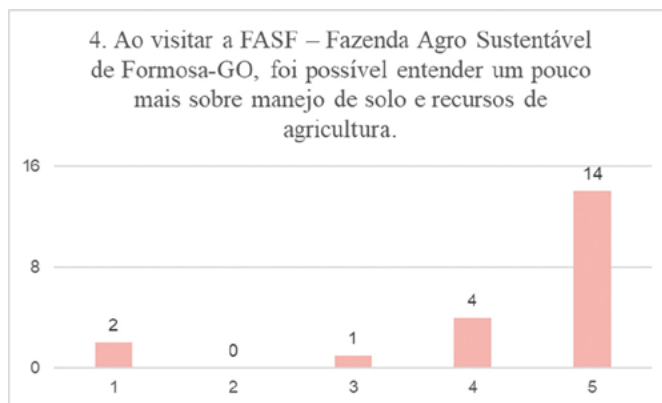 4. Ao visitar a FASF – Fazenda Agro Sustentável
de Formosa-GO, foi possível entender um pouco
mais sobre manejo de solo e recursos de
agricultura.
16
14
8
4
2
1
0
0
1 2 3 4 5